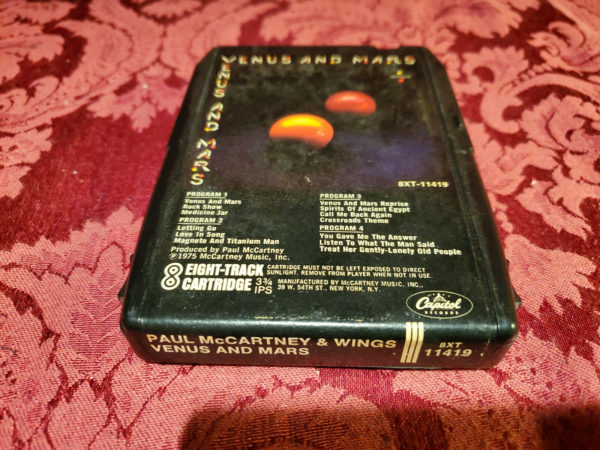 VENUS AND MARS
VENUS AND MARS
8XT-11419
PROGRAM 1
Venus And Mars
Rock Show
Medicine Jar
PROGRAM 2
Letting Go
Love In Song
Magneto And Titanium Man
Produced by Paul McCartney
Ⓟ1975 McCartney Music, Inc.
PROGRAM 3
Venus And Mars Reprise
Spirits Of Ancient Egypt
Call Me Back Again
Crossroads Theme
PROGRAM 4
You Gave Me The Answer
Listen To What The Man Said
Treat Her Gently-Lonely Old People
8 EIGHT-TRACK CARTRIDGE
3¾ IPS
CARTRIDGE MUST NOT BE LEFT EXPOSED TO DIRECT
SUNLIGHT. REMOVE FROM PLAYER WHEN NOT IN USE.
MANUFACTURED BY McCARTNEY MUSIC, INC.,
39 W. 54TH ST., NEW YORK, N.Y.
Capitol
RECORDS
PAUL McCARTNEY & WINGS
VENUS AND MARS
8XT
11419